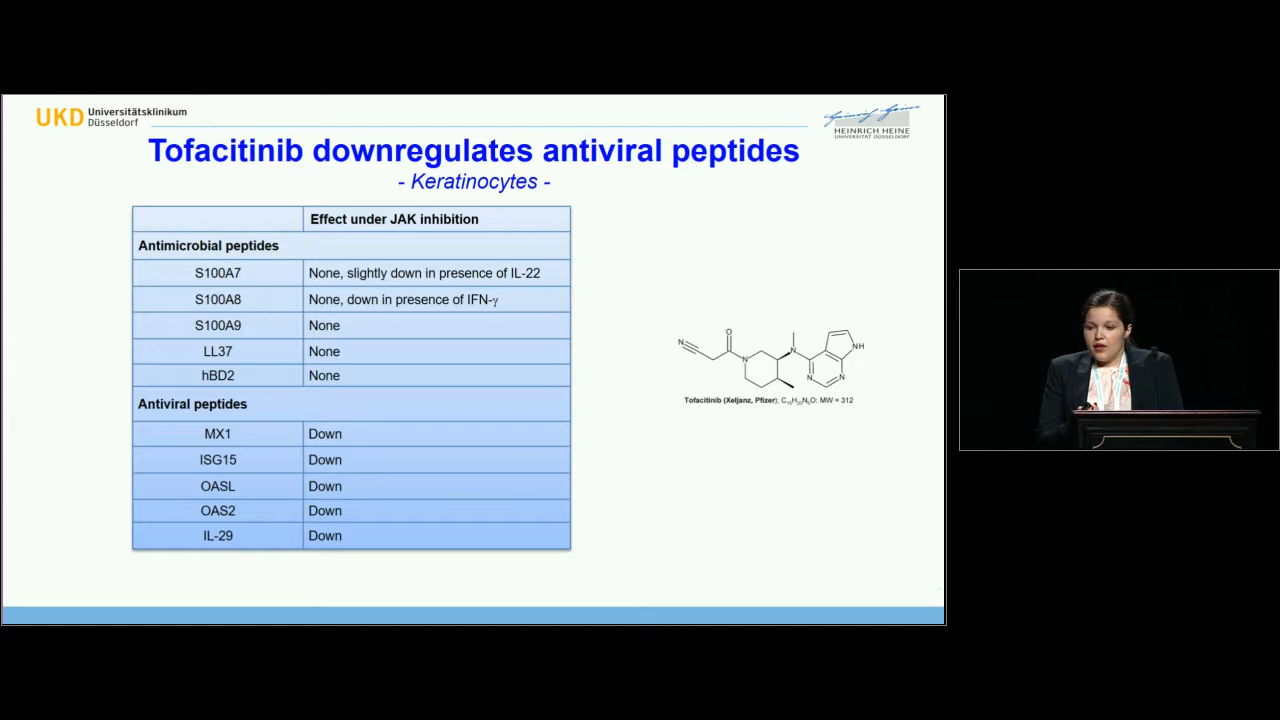 UKD Universitätsklinikum
Düsseldorf
HEINRICH HEINE
UNIVERSITÄT DÜSSELDORF
Tofacitinib downregulates antiviral peptides
- Keratinocytes -
Effect under JAK inhibition
Antimicrobial peptides
S100A7 None, slightly down in presence of IL-22
S100A8 None, down in presence of IFN-γ
S100A9 None
LL37 None
hBD2 None
Antiviral peptides
MX1 Down
ISG15 Down
OASL Down
OAS2 Down
IL-29 Down
O
N
N
N
NH
N
N
Tofacitinib (Xeljanz, Pfizer); MW = 312